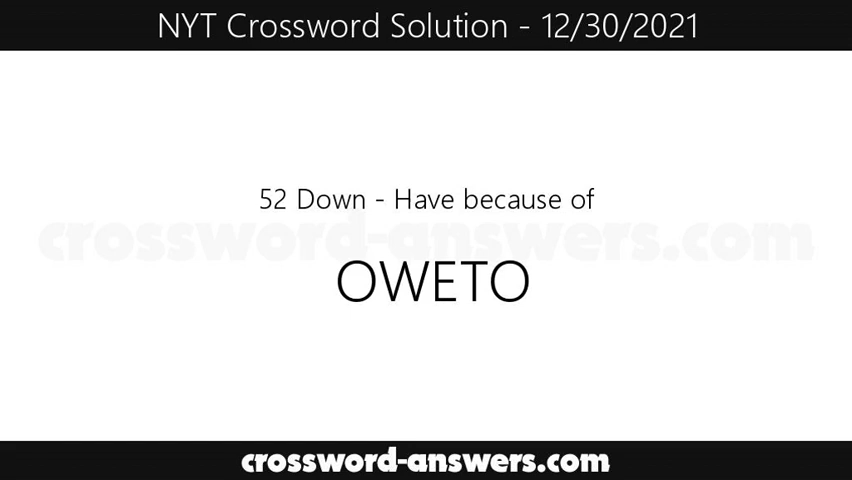 NYT Crossword Solution - 12/30/2021
52 Down - Have because of
crossword-answers.com
OWETO
crossword-answers.com